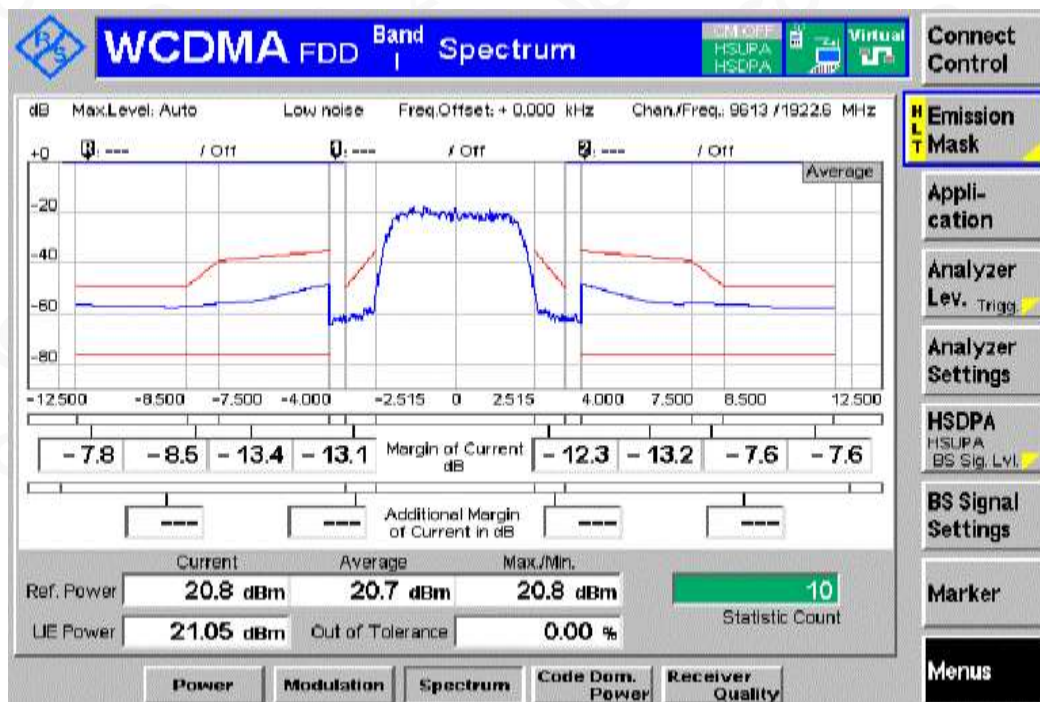 R S
WCDMA FDD Band I Spectrum
CM OFF
HSUPA
HSDPA
Virtual
Connect
Control
dB Max.Level: Auto Low noise Freq.Offset: + 0.000 kHz Chan./Freq.: 9613 / 1922.6 MHz
H L T
Emission
Mask
R: --- / Off 1: --- / Off 2: --- / Off
+0
Average
Appli-
cation
-20
-40
-60
-80
Analyzer
Lev. Trigg.
Analyzer
Settings
-12.500 -8.500 -7.500 -4.000 -2.515 0 2.515 4.000 7.500 8.500 12.500
HSDPA
HSUPA
BS Sig. Lvl.
-7.8 -8.5 -13.4 -13.1 Margin of Current dB -12.3 -13.2 -7.6 -7.6
BS Signal
Settings
--- --- Additional Margin of Current in dB --- ---
Current Average Max./Min.
Ref. Power 20.8 dBm 20.7 dBm 20.8 dBm 10
Statistic Count
UE Power 21.05 dBm Out of Tolerance 0.00 %
Marker
Menus
Power Modulation Spectrum Code Dom. Power Receiver Quality